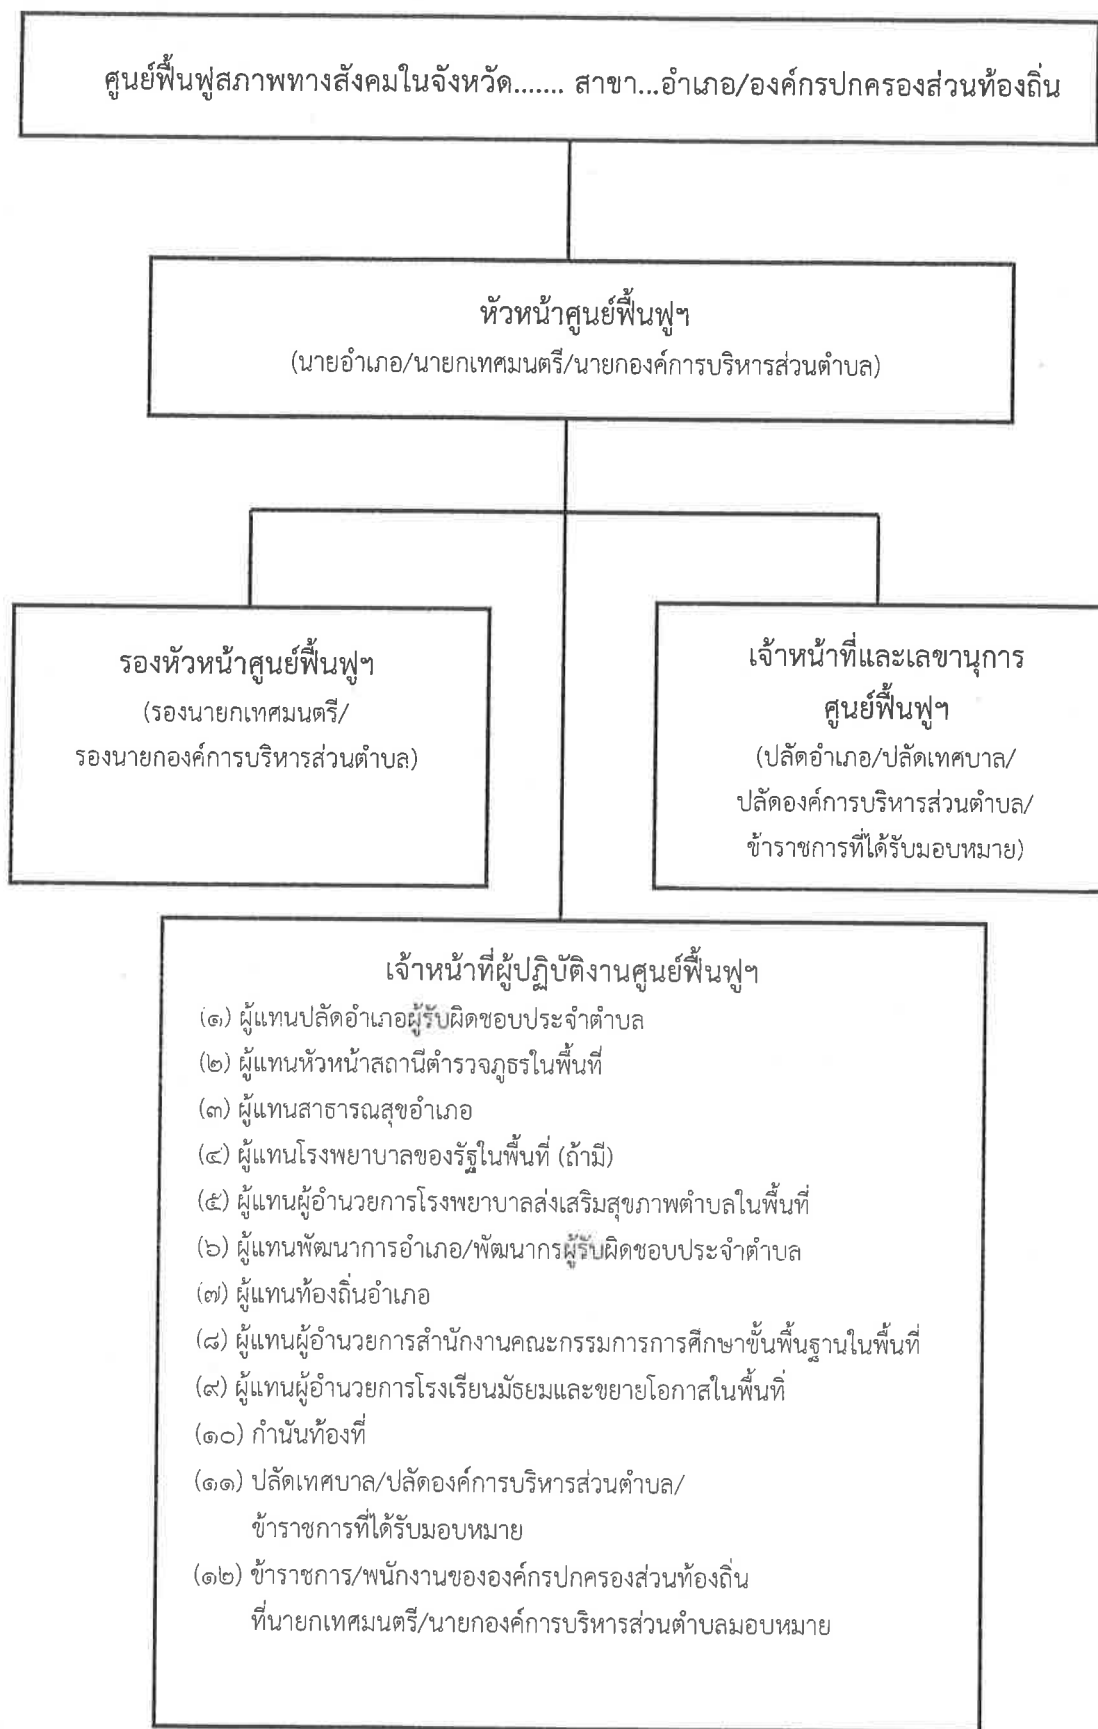 ศูนย์ฟื้นฟูสภาพทางสังคมในจังหวัด....... สาขา...อำเภอ/องค์กรปกครองส่วนท้องถิ่น
หัวหน้าศูนย์ฟื้นฟูฯ
(นายอำเภอ/นายกเทศมนตรี/นายกองค์การบริหารส่วนตำบล)
รองหัวหน้าศูนย์ฟื้นฟูฯ
(รองนายกเทศมนตรี/
รองนายกองค์การบริหารส่วนตำบล)
เจ้าหน้าที่และเลขานุการ
ศูนย์ฟื้นฟูฯ
(ปลัดอำเภอ/ปลัดเทศบาล/
ปลัดองค์การบริหารส่วนตำบล/
ข้าราชการที่ได้รับมอบหมาย)
เจ้าหน้าที่ผู้ปฏิบัติงานศูนย์ฟื้นฟูฯ
(๑) ผู้แทนปลัดอำเภอผู้รับผิดชอบประจำตำบล
(๒) ผู้แทนหัวหน้าสถานีตำรวจภูธรในพื้นที่
(๓) ผู้แทนสาธารณสุขอำเภอ
(๔) ผู้แทนโรงพยาบาลของรัฐในพื้นที่ (ถ้ามี)
(๕) ผู้แทนผู้อำนวยการโรงพยาบาลส่งเสริมสุขภาพตำบลในพื้นที่
(๖) ผู้แทนพัฒนาการอำเภอ/พัฒนากรผู้รับผิดชอบประจำตำบล
(๗) ผู้แทนท้องถิ่นอำเภอ
(๘) ผู้แทนผู้อำนวยการสำนักงานคณะกรรมการการศึกษาขั้นพื้นฐานในพื้นที่
(๙) ผู้แทนผู้อำนวยการโรงเรียนมัธยมและขยายโอกาสในพื้นที่
(๑๐) กำนันท้องที่
(๑๑) ปลัดเทศบาล/ปลัดองค์การบริหารส่วนตำบล/
ข้าราชการที่ได้รับมอบหมาย
(๑๒) ข้าราชการ/พนักงานขององค์กรปกครองส่วนท้องถิ่น
ที่นายกเทศมนตรี/นายกองค์การบริหารส่วนตำบลมอบหมาย